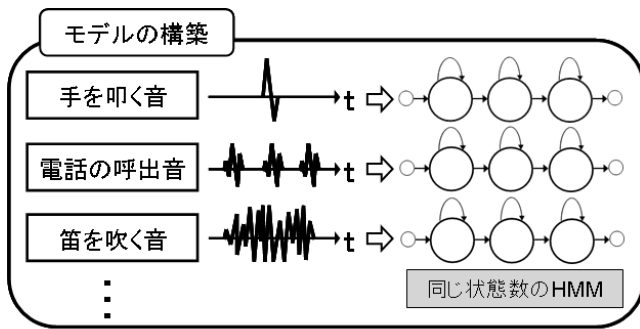 モデルの構築
手を叩く音
t
電話の呼出音
t
笛を吹く音
t
同じ状態数のHMM